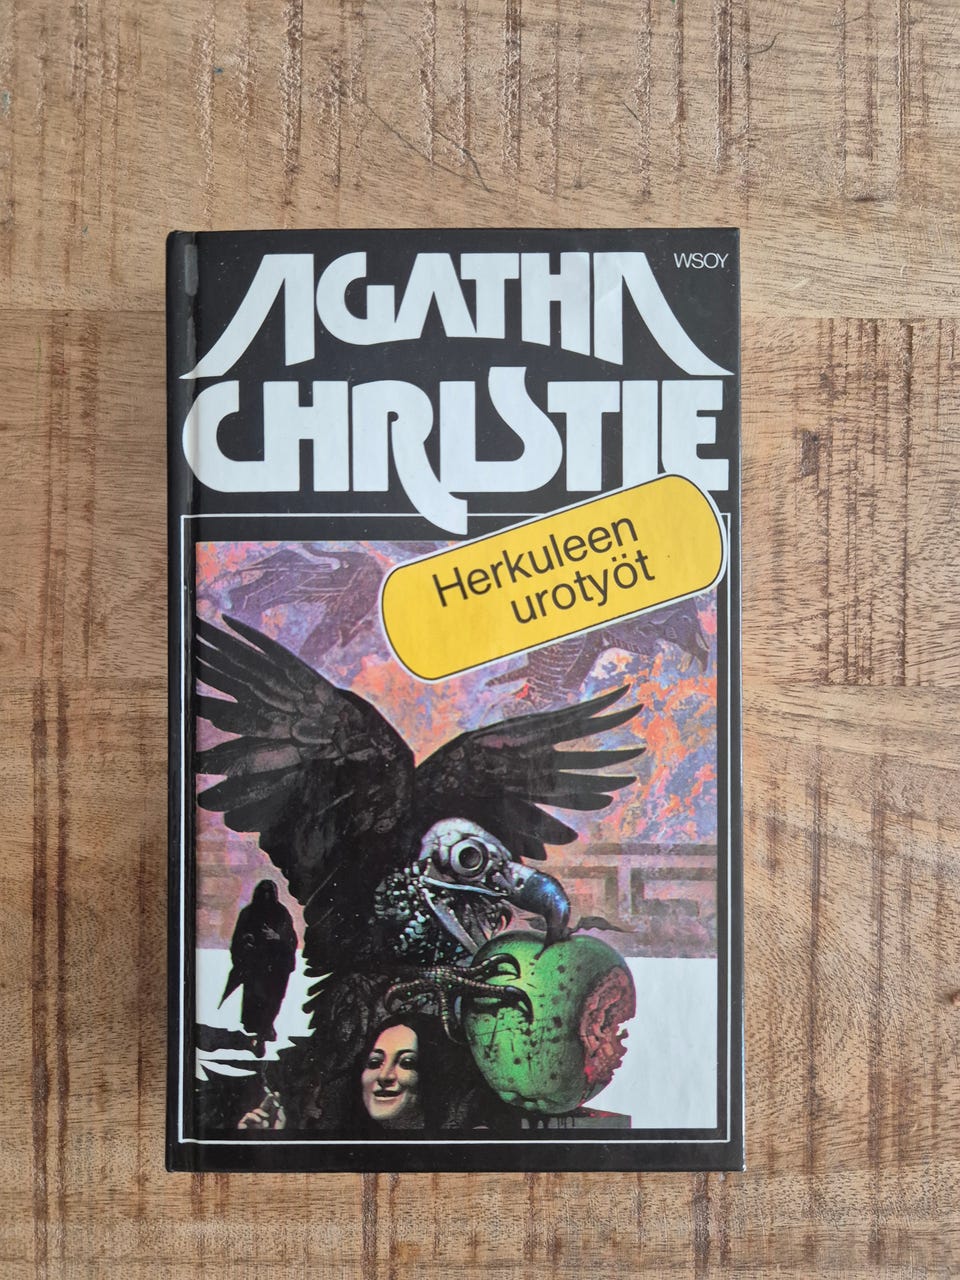 AGATHA
WSOY
CHRISTIE
Herkuleen
urotyöt